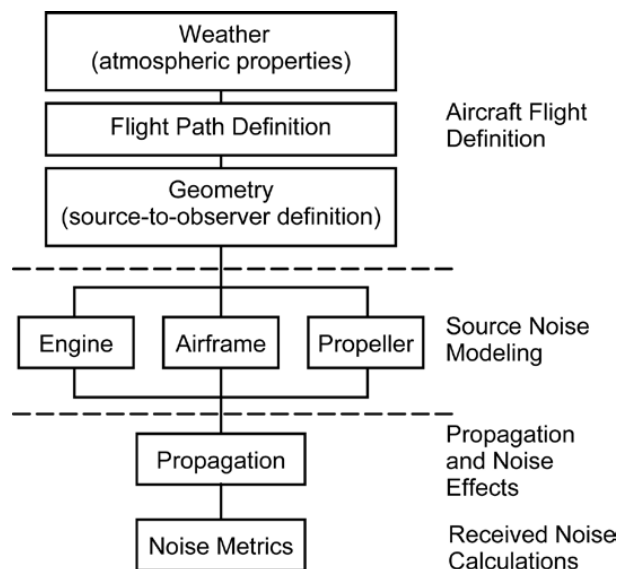 Weather
(atmospheric properties)
Flight Path Definition
Aircraft Flight
Definition
Geometry
(source-to-observer definition)
Engine
Airframe
Propeller
Source Noise
Modeling
Propagation
Propagation
and Noise
Effects
Noise Metrics
Received Noise
Calculations